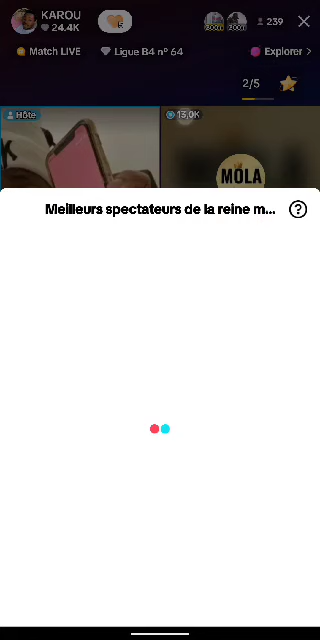 KAROU
24.4K
239
Match LIVE
Ligue B4 nº 64
Explorer
2/5
Hôte
13,0K
MOLA
Meilleurs spectateurs de la reine m...
?